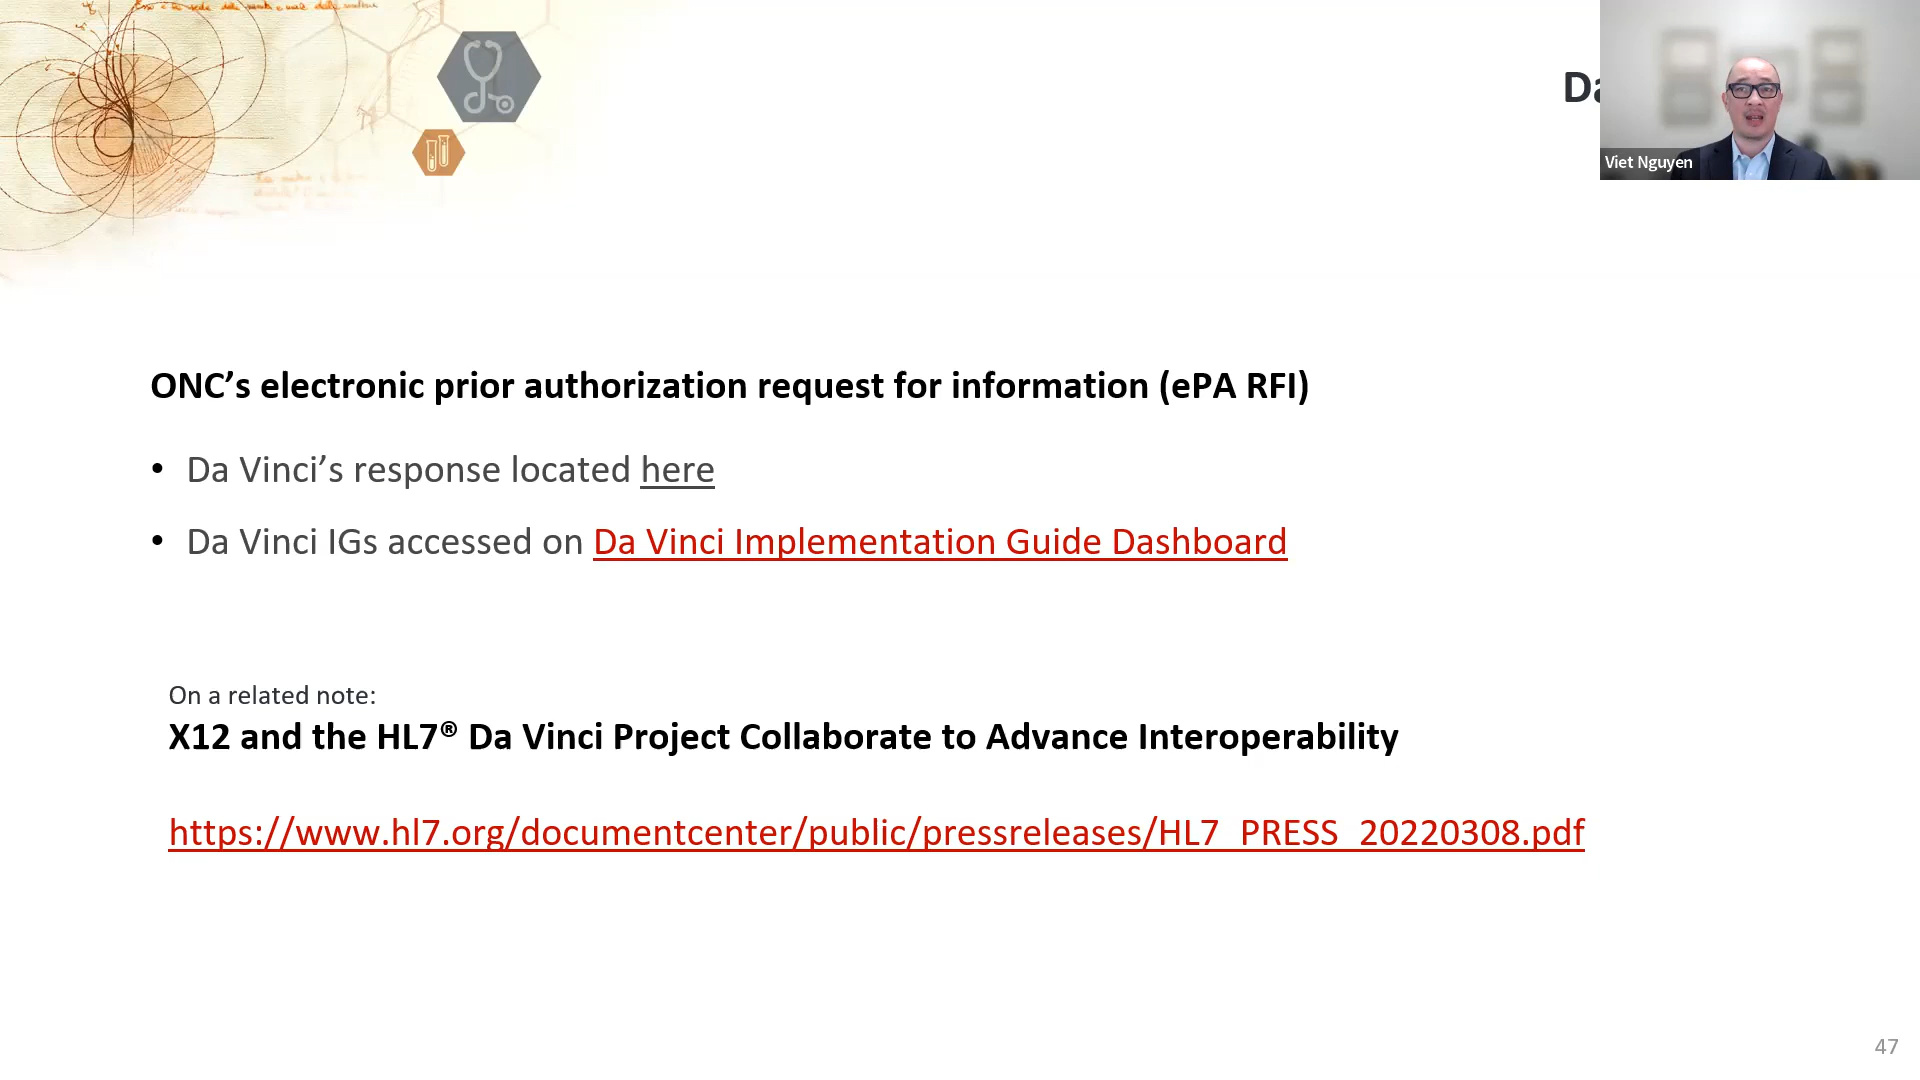 Viet Nguyen
ONC’s electronic prior authorization request for information (ePA RFI)
• Da Vinci’s response located here
• Da Vinci IGs accessed on Da Vinci Implementation Guide Dashboard
On a related note:
X12 and the HL7® Da Vinci Project Collaborate to Advance Interoperability
https://www.hl7.org/documentcenter/public/pressreleases/HL7_PRESS_20220308.pdf
47